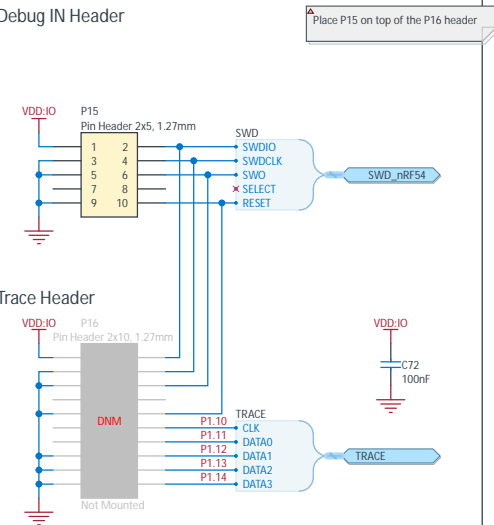 Debug IN Header
Place P15 on top of the P16 header
VDD:IO
P15
Pin Header 2x5, 1.27mm
1 2
3 4
5 6
7 8
9 10
SWD
SWDIO
SWDCLK
SWO
SELECT
RESET
SWD_nRF54
Trace Header
VDD:IO
P16
Pin Header 2x10, 1.27mm
DNM
Not Mounted
VDD:IO
C72
100nF
TRACE
P1.10 CLK
P1.11 DATA0
P1.12 DATA1
P1.13 DATA2
P1.14 DATA3
TRACE